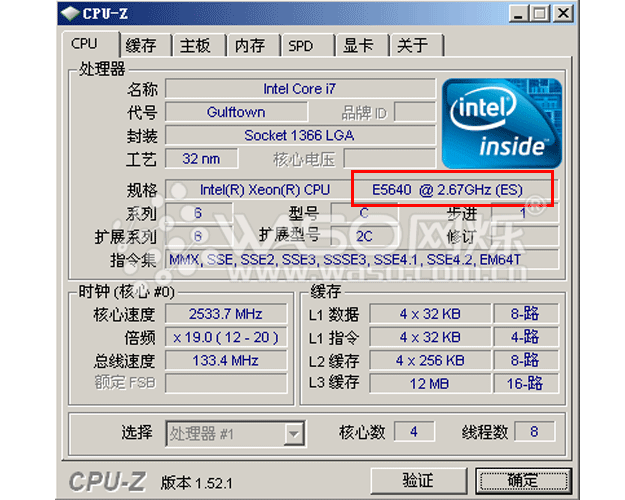 CPU-Z
CPU 缓存 主板 内存 SPD 显卡 关于
处理器
名称 Intel Core i7
代号 Gulftown 品牌 ID
封装 Socket 1366 LGA
工艺 32 nm 核心电压
规格 Intel(R) Xeon(R) CPU E5640 @ 2.67GHz (ES)
系列 6 型号 C 步进 1
扩展系列 6 扩展型号 2C 修订
指令集 MMX, SSE, SSE2, SSE3, SSSE3, SSE4.1, SSE4.2, EM64T
intel inside™
WASO网烁®
www.waso.com.cn
时钟 (核心 #0)
核心速度 2533.7 MHz
倍频 x 19.0 ( 12 - 20 )
总线速度 133.4 MHz
额定 FSB
缓存
L1 数据 4 x 32 KB 8-路
L1 指令 4 x 32 KB 4-路
L2 缓存 4 x 256 KB 8-路
L3 缓存 12 MB 16-路
选择 处理器 #1 核心数 4 线程数 8
CPU-Z 版本 1.52.1 验证 确定